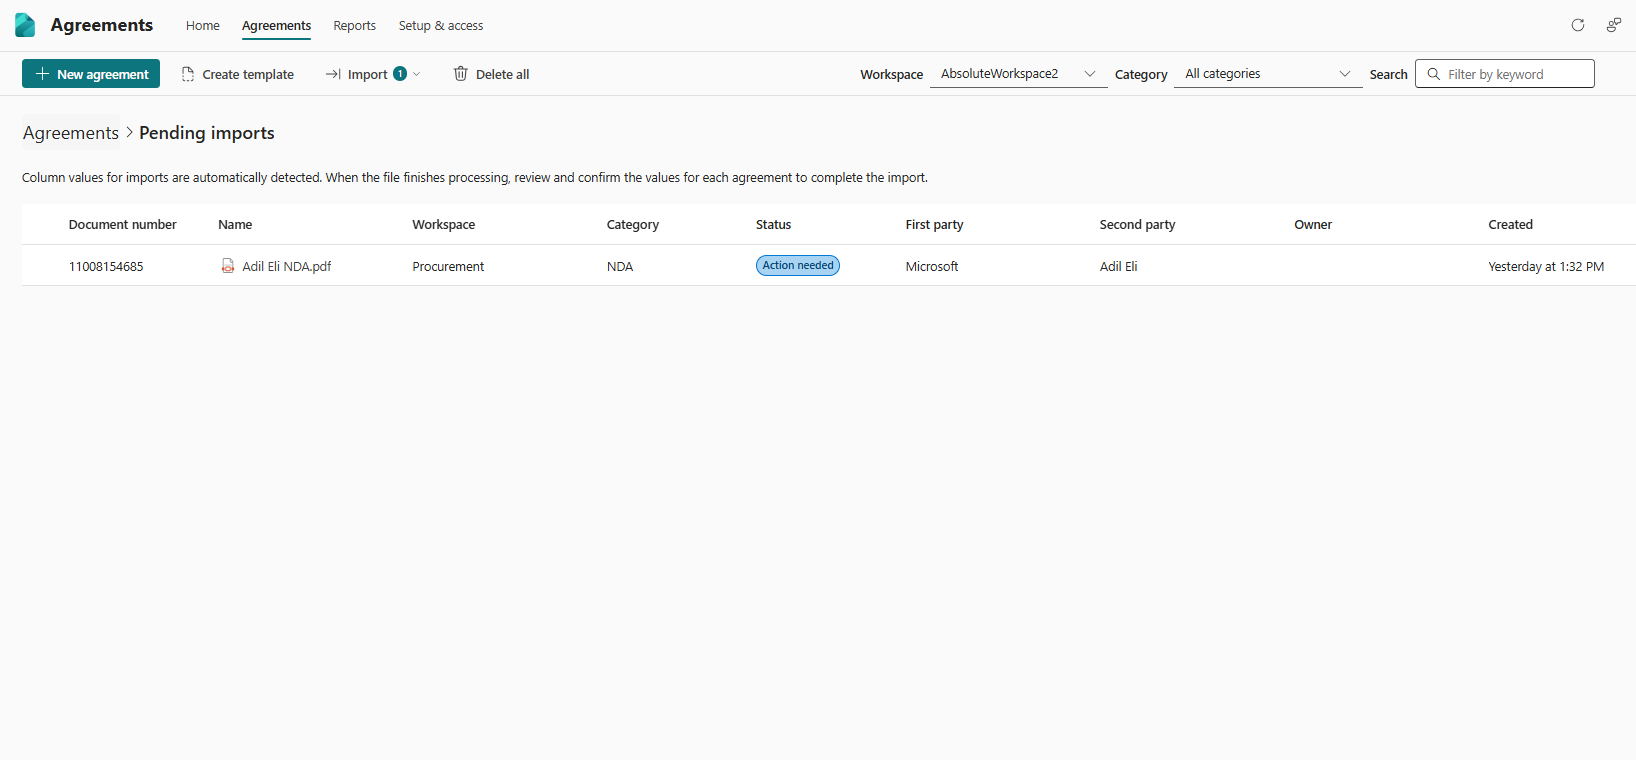 Agreements Home Agreements Reports Setup & access
New agreement Create template Import 1 Delete all Workspace AbsoluteWorkspace2 Category All categories Search Filter by keyword
Agreements > Pending imports
Column values for imports are automatically detected. When the file finishes processing, review and confirm the values for each agreement to complete the import.
Document number Name Workspace Category Status First party Second party Owner Created
11008154685 Adil Eli NDA.pdf Procurement NDA Action needed Microsoft Adil Eli Yesterday at 1:32 PM